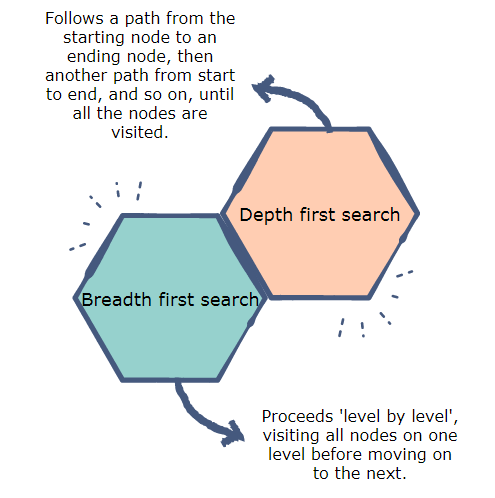 Follows a path from the
starting node to an
ending node, then
another path from start
to end, and so on, until
all the nodes are
visited.
Depth first search
Breadth first search
Proceeds 'level by level',
visiting all nodes on one
level before moving on
to the next.